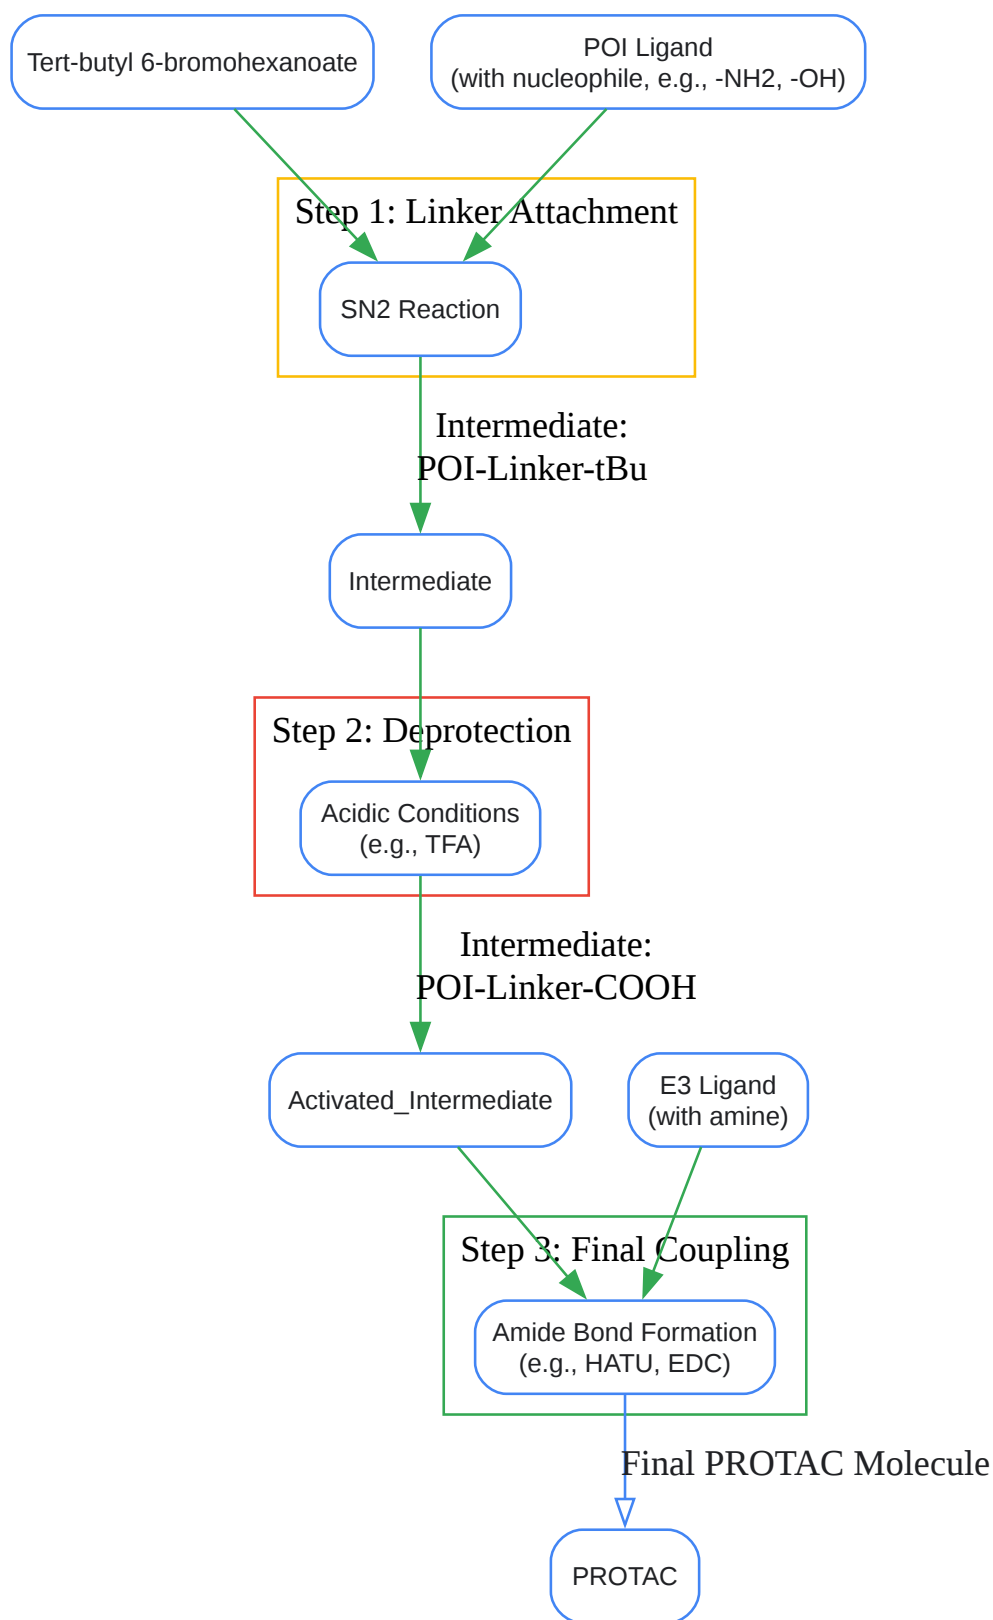 Tert-butyl 6-bromohexanoate
POI Ligand
(with nucleophile, e.g., -NH2, -OH)
Step 1: Linker Attachment
SN2 Reaction
Intermediate:
POI-Linker-tBu
Intermediate
Step 2: Deprotection
Acidic Conditions
(e.g., TFA)
Intermediate:
POI-Linker-COOH
Activated_Intermediate
E3 Ligand
(with amine)
Step 3: Final Coupling
Amide Bond Formation
(e.g., HATU, EDC)
Final PROTAC Molecule
PROTAC